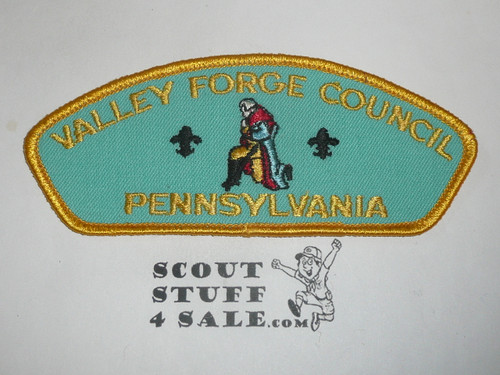 VALLEY FORGE COUNCIL
PENNSYLVANIA
SCOUT
STUFF
4 SALE.COM